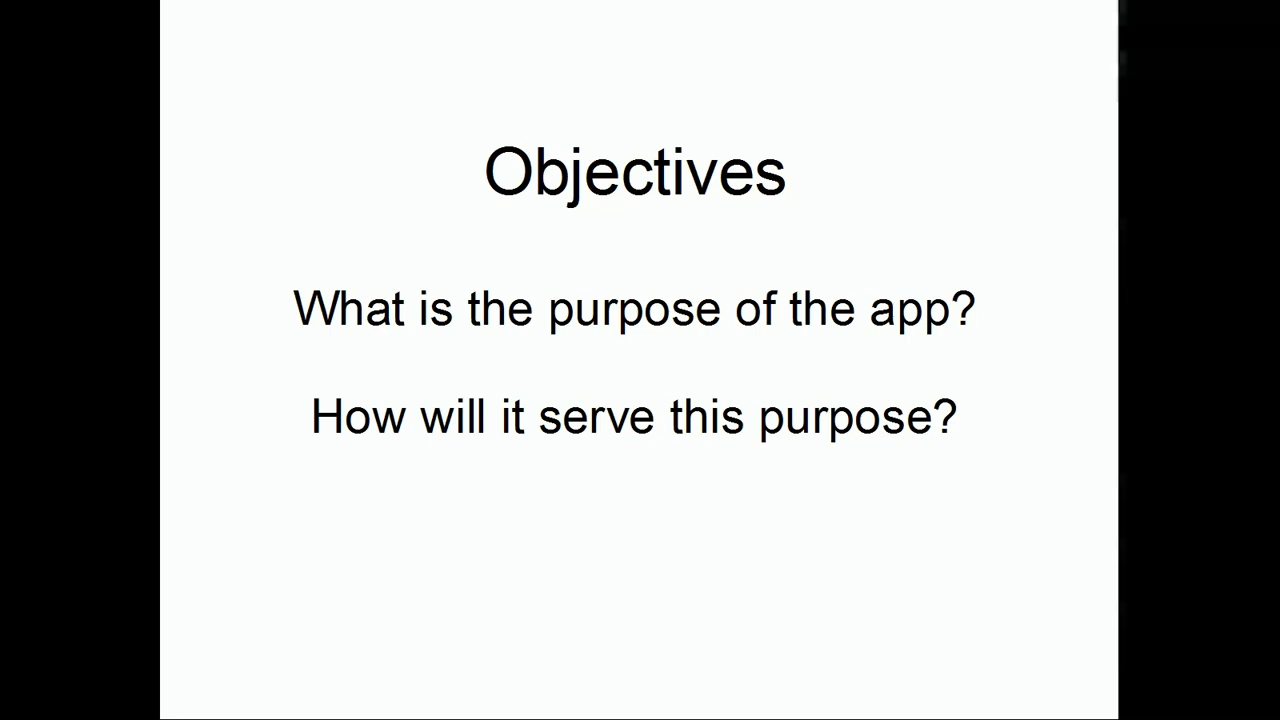 Objectives
What is the purpose of the app?
How will it serve this purpose?